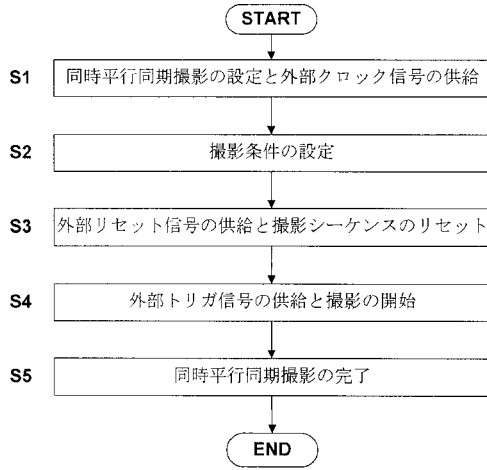 START
S1 同時平行同期撮影の設定と外部クロック信号の供給
S2 撮影条件の設定
S3 外部リセット信号の供給と撮影シーケンスのリセット
S4 外部トリガ信号の供給と撮影の開始
S5 同時平行同期撮影の完了
END